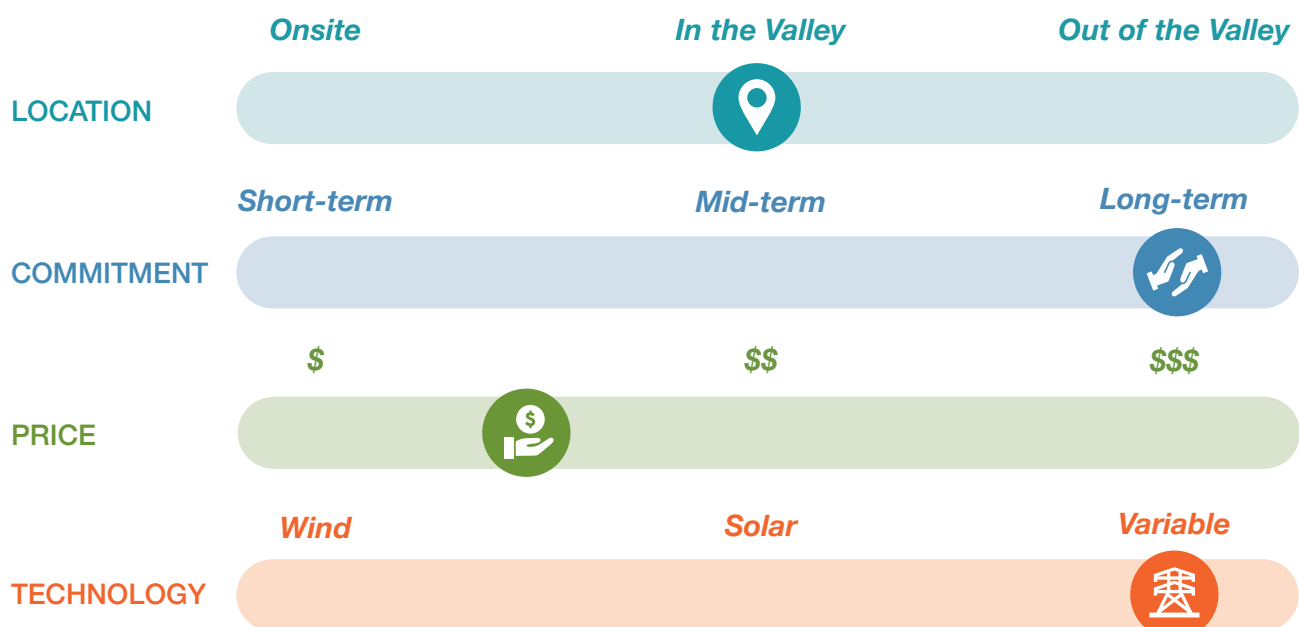 Onsite In the Valley Out of the Valley
LOCATION
Short-term Mid-term Long-term
COMMITMENT
$ $$ $$$
$
PRICE
Wind Solar Variable
TECHNOLOGY